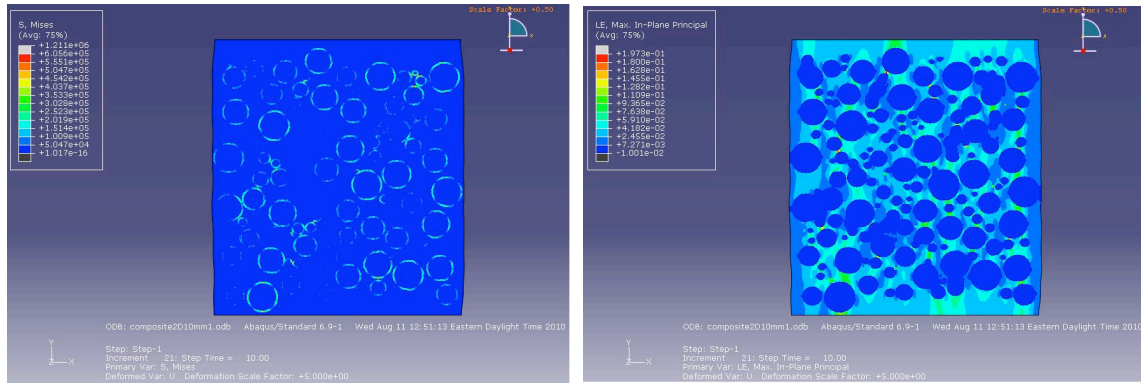 Scale Factor: +0.50
S, Mises
(Avg: 75%)
+1.211e+06
+6.056e+05
+5.551e+05
+5.047e+05
+4.542e+05
+4.037e+05
+3.533e+05
+3.028e+05
+2.523e+05
+2.019e+05
+1.514e+05
+1.009e+05
+5.047e+04
+1.017e-16
ODB: composite2D10mm1.odb Abaqus/Standard 6.9-1 Wed Aug 11 12:51:13 Eastern Daylight Time 2010
Y
Z X
Step: Step-1
Increment 21: Step Time = 10.00
Primary Var: S, Mises
Deformed Var: U Deformation Scale Factor: +5.000e+00
Scale Factor: +0.50
LE, Max. In-Plane Principal
(Avg: 75%)
+1.973e-01
+1.800e-01
+1.628e-01
+1.455e-01
+1.282e-01
+1.109e-01
+9.365e-02
+7.638e-02
+5.910e-02
+4.182e-02
+2.455e-02
+7.271e-03
-1.001e-02
ODB: composite2D10mm1.odb Abaqus/Standard 6.9-1 Wed Aug 11 12:51:13 Eastern Daylight Time 2010
Y
Z X
Step: Step-1
Increment 21: Step Time = 10.00
Primary Var: LE, Max. In-Plane Principal
Deformed Var: U Deformation Scale Factor: +5.000e+00